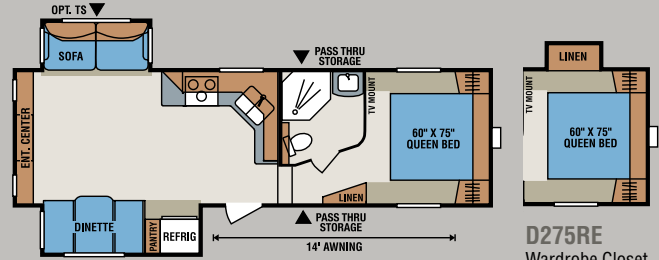 OPT. TS
SOFA
PASS THRU
STORAGE
LINEN
ENT. CENTER
TV MOUNT
60" X 75"
QUEEN BED
TV MOUNT
60" X 75"
QUEEN BED
LINEN
DINETTE
PANTRY
REFRIG
PASS THRU
STORAGE
14' AWNING
D275RE
Wardrobe Closet